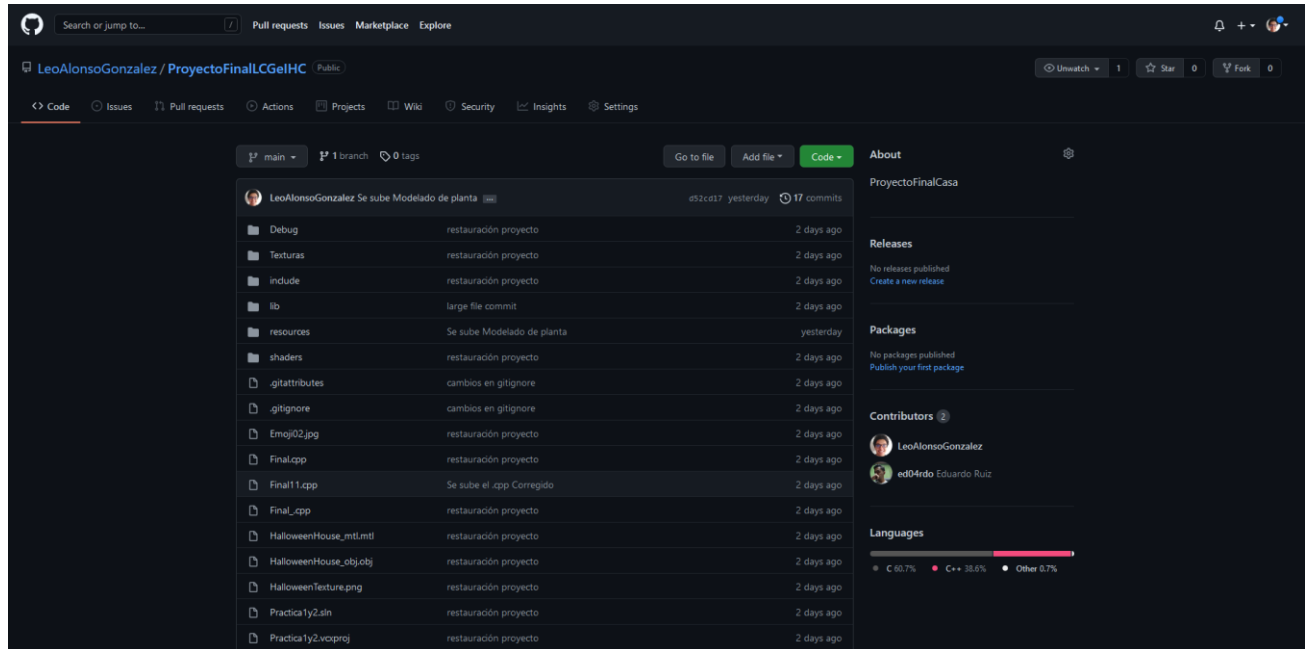 Search or jump to... / Pull requests Issues Marketplace Explore
LeoAlonsoGonzalez / ProyectoFinalLCGeIHC Public Unwatch 1 Star 0 Fork 0
Code Issues Pull requests Actions Projects Wiki Security Insights Settings
main 1 branch 0 tags Go to file Add file Code
LeoAlonsoGonzalez Se sube Modelado de planta ... d52cd17 yesterday 17 commits
Debug restauración proyecto 2 days ago
Texturas restauración proyecto 2 days ago
include restauración proyecto 2 days ago
lib large file commit 2 days ago
resources Se sube Modelado de planta yesterday
shaders restauración proyecto 2 days ago
.gitattributes cambios en gitignore 2 days ago
.gitignore cambios en gitignore 2 days ago
Emoji02.jpg restauración proyecto 2 days ago
Final.cpp restauración proyecto 2 days ago
Final11.cpp Se sube el .cpp Corregido 2 days ago
Final_.cpp restauración proyecto 2 days ago
HalloweenHouse_mtl.mtl restauración proyecto 2 days ago
HalloweenHouse_obj.obj restauración proyecto 2 days ago
HalloweenTexture.png restauración proyecto 2 days ago
Practica1y2.sln restauración proyecto 2 days ago
Practica1y2.vcxproj restauración proyecto 2 days ago
About
ProyectoFinalCasa
Releases
No releases published
Create a new release
Packages
No packages published
Publish your first package
Contributors 2
LeoAlonsoGonzalez
ed04rdo Eduardo Ruiz
Languages
C 60.7% C++ 38.6% Other 0.7%